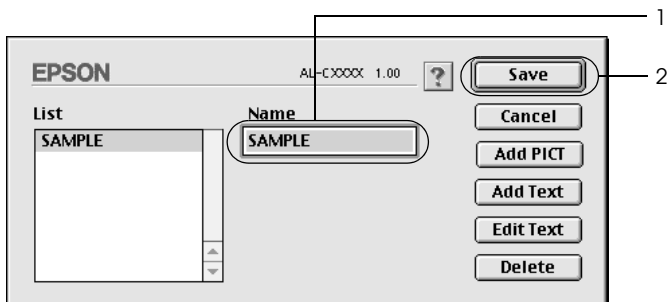 1
EPSON AL-CXXXX 1.00 ? Save 2
List Name Cancel
SAMPLE SAMPLE
Add PICT
Add Text
Edit Text
Delete